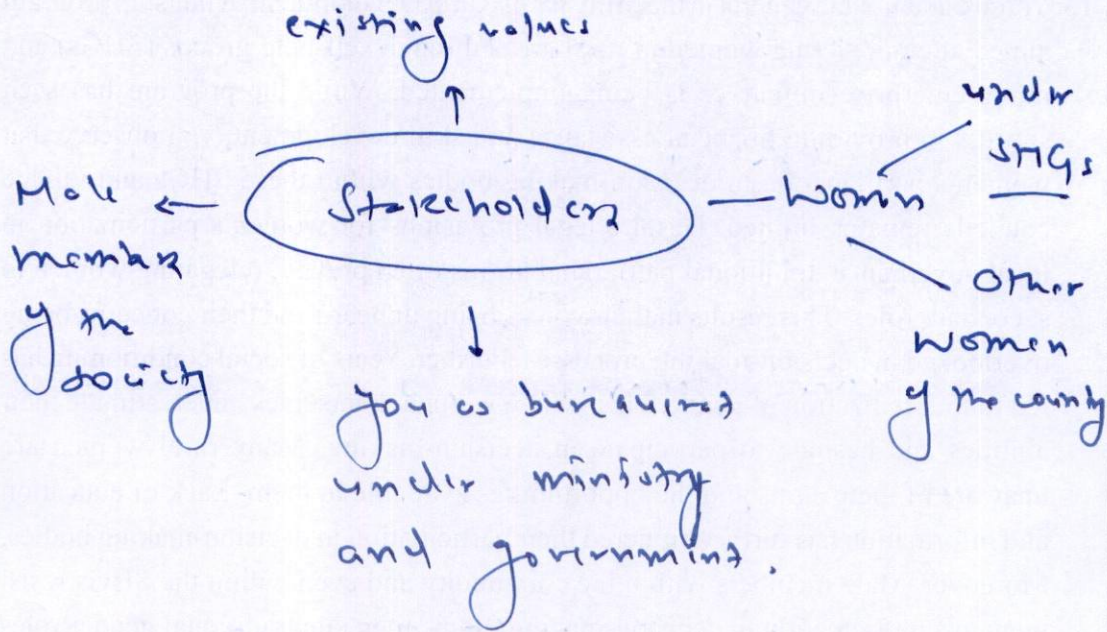 existing values
Stakeholders
Male
members
of the
society
Women
under
SHGs
Other
women
of the county
you as bureaucrat
under ministry
and government.